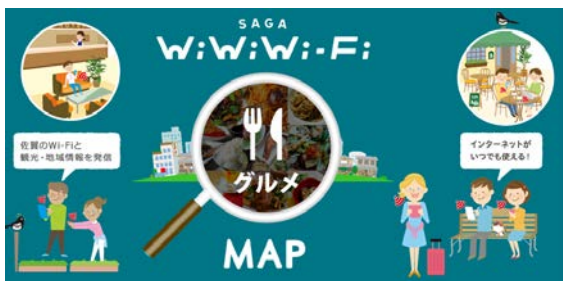 SAGA
WiWiWi-Fi
佐賀のWi-Fiと
観光・地域情報を発信
インターネットが
いつでも使える!
グルメ
MAP